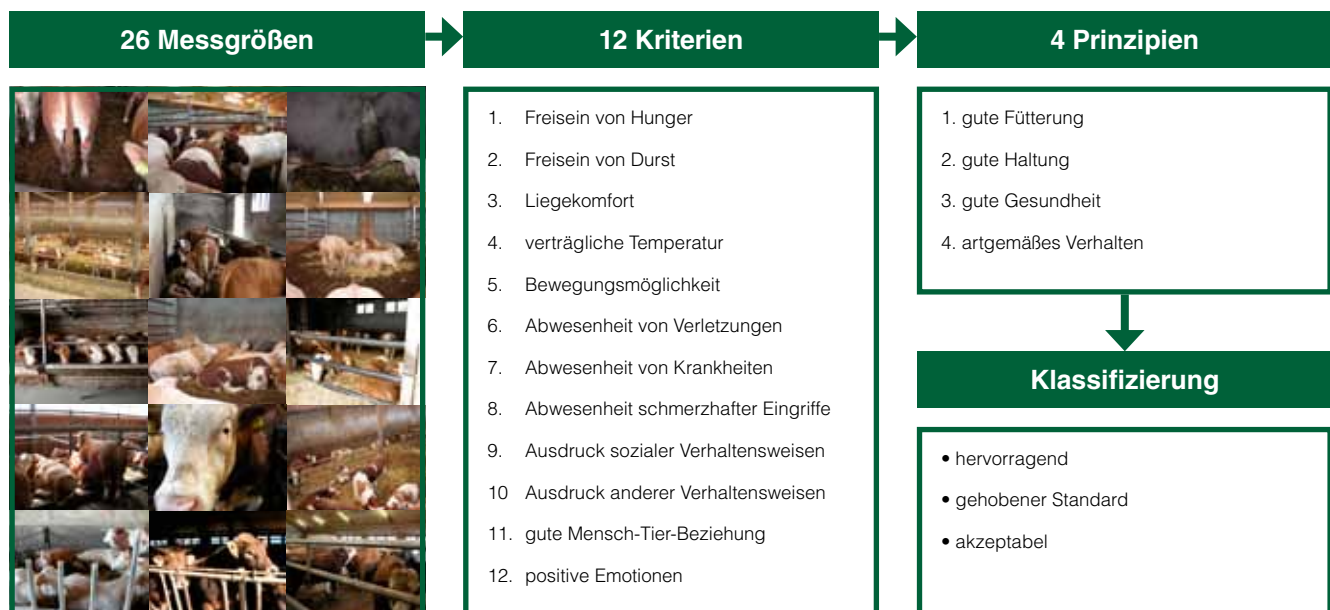 26 Messgrößen
12 Kriterien
1. Freisein von Hunger
2. Freisein von Durst
3. Liegekomfort
4. verträgliche Temperatur
5. Bewegungsmöglichkeit
6. Abwesenheit von Verletzungen
7. Abwesenheit von Krankheiten
8. Abwesenheit schmerzhafter Eingriffe
9. Ausdruck sozialer Verhaltensweisen
10 Ausdruck anderer Verhaltensweisen
11. gute Mensch-Tier-Beziehung
12. positive Emotionen
4 Prinzipien
1. gute Fütterung
2. gute Haltung
3. gute Gesundheit
4. artgemäßes Verhalten
Klassifizierung
• hervorragend
• gehobener Standard
• akzeptabel